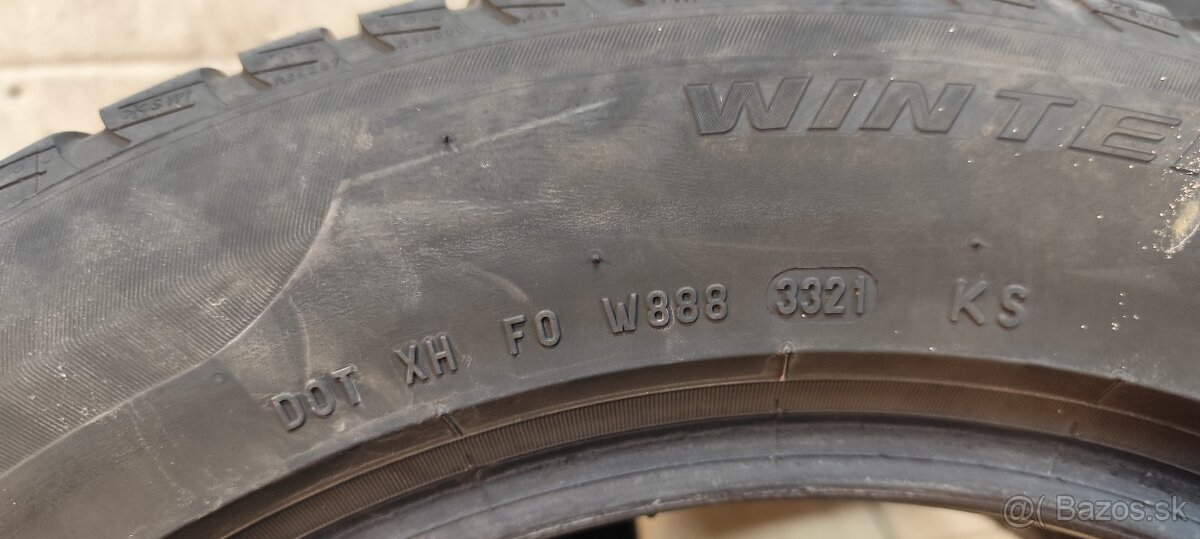 WINTE
DOT XH F0 W888 3321 KS
@( Bazos.sk